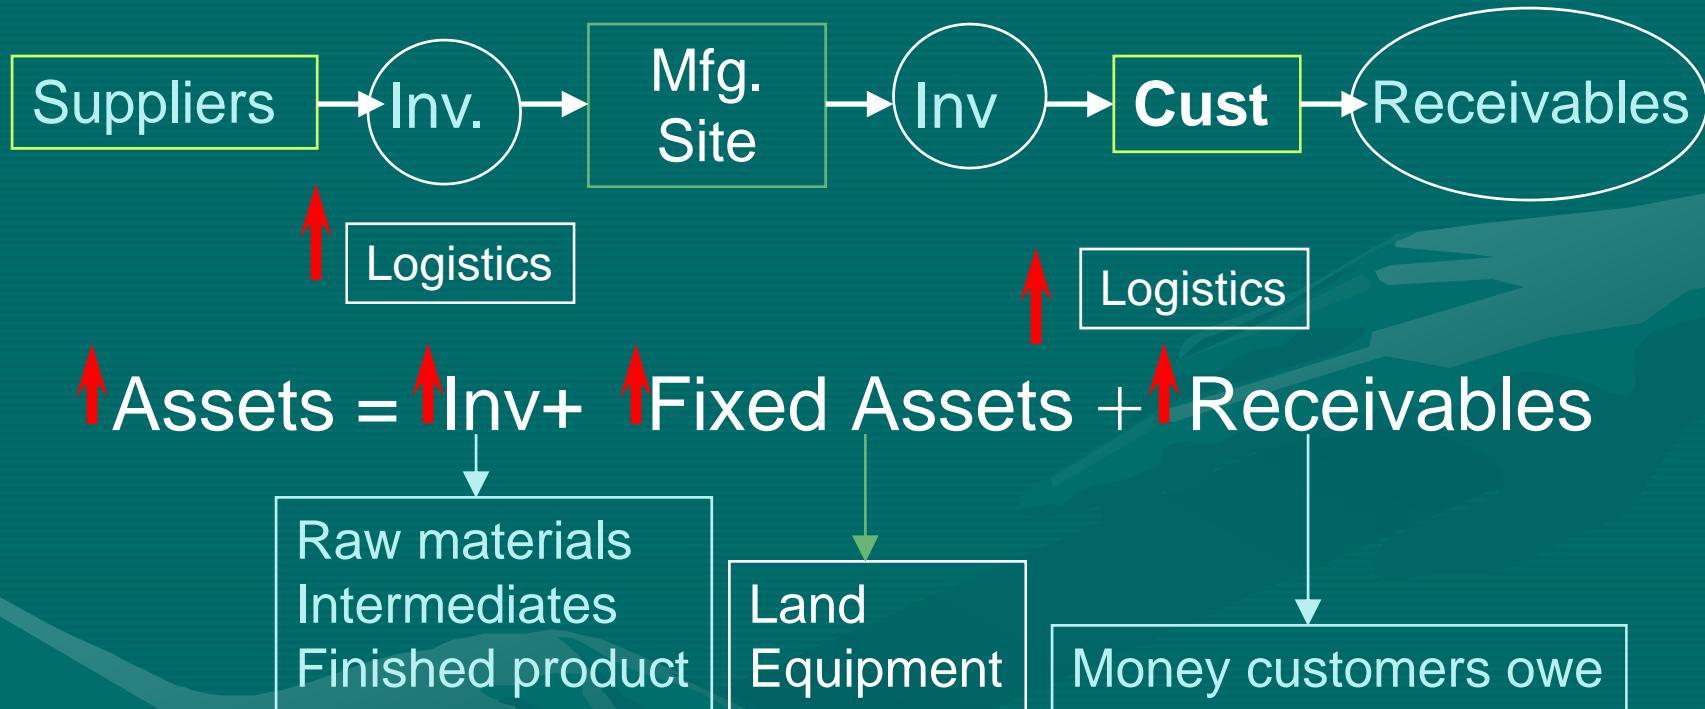 Suppliers
Inv.
Mfg.
Site
Inv
Cust
Receivables
Logistics
Logistics
Assets = Inv+ Fixed Assets + Receivables
Raw materials
Intermediates
Finished product
Land
Equipment
Money customers owe